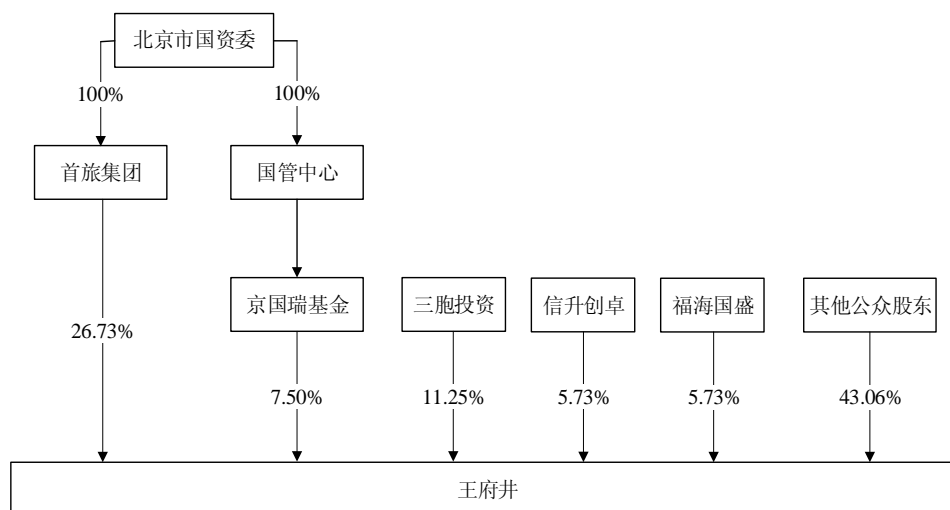 北京市国资委
100%
100%
首旅集团
国管中心
京国瑞基金
三胞投资
信升创卓
福海国盛
其他公众股东
26.73%
7.50%
11.25%
5.73%
5.73%
43.06%
王府井